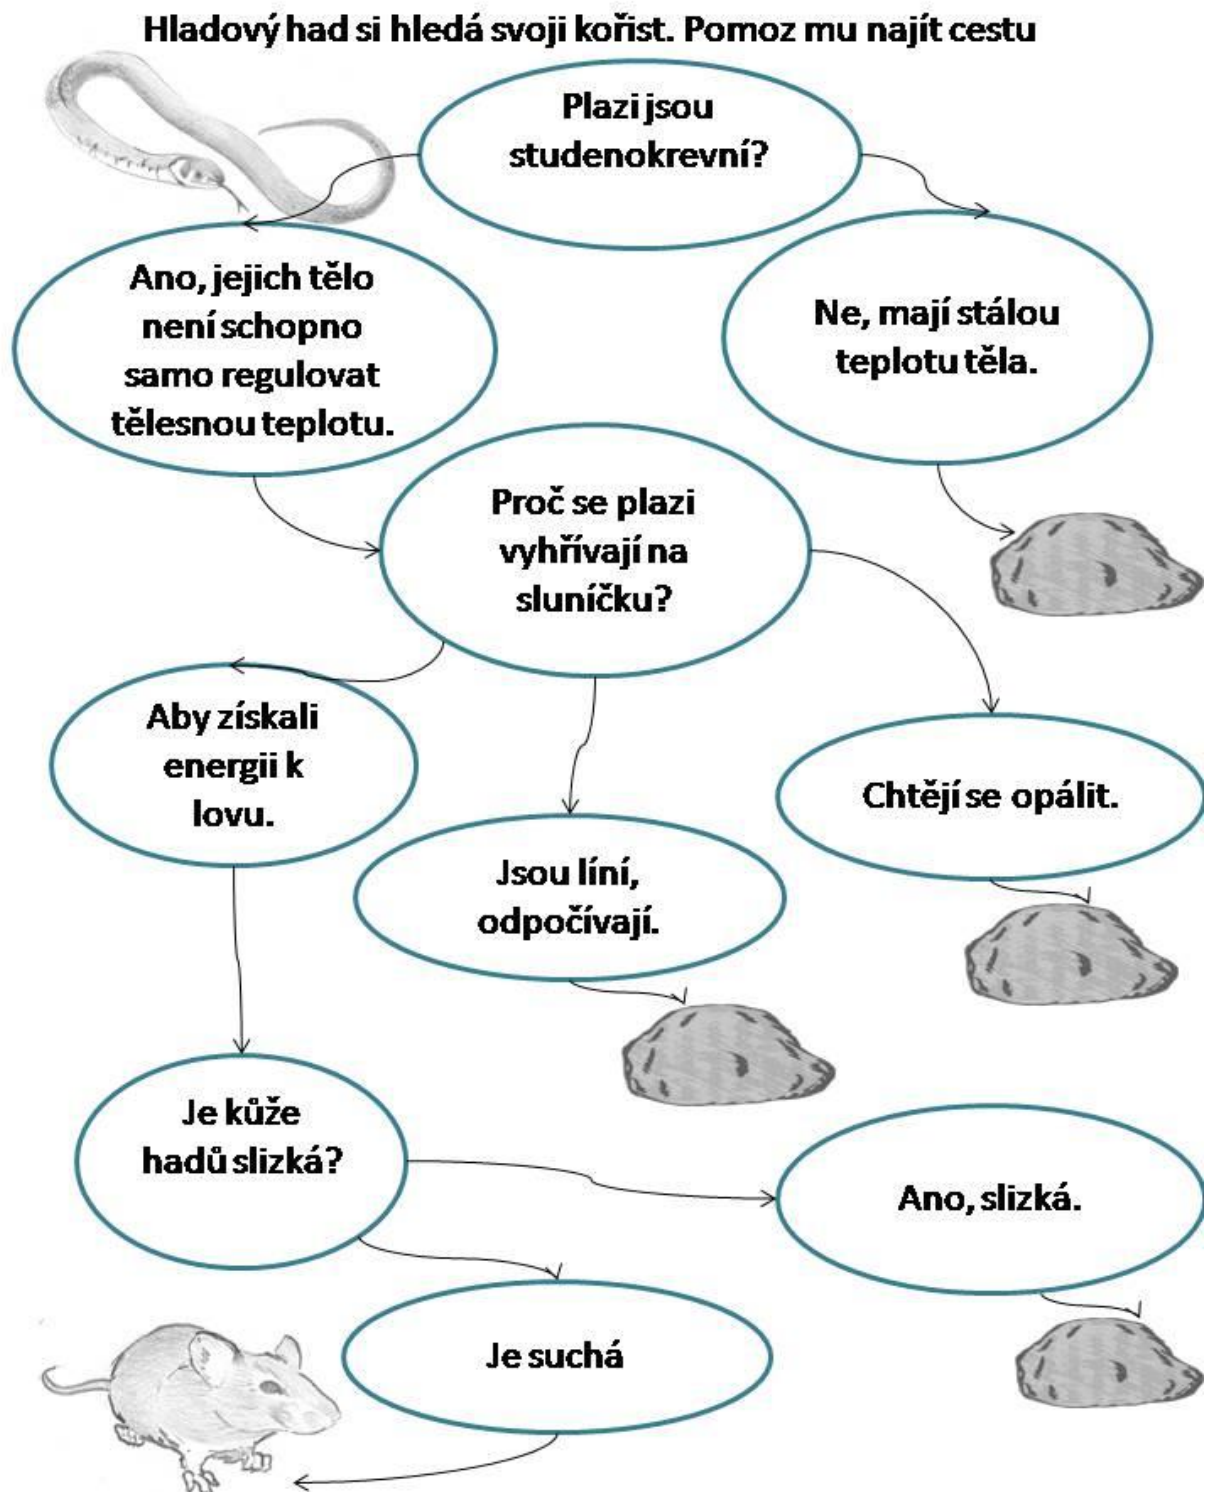 Hladový had si hledá svoji kořist. Pomoz mu najít cestu
Plazi jsou
studenokrevní?
Ano, jejich tělo
není schopno
samo regulovat
tělesnou teplotu.
Ne, mají stálou
teplotu těla.
Proč se plazi
vyhřívají na
sluníčku?
Aby získali
energii k
lovu.
Jsou líní,
odpočívají.
Chtějí se opálit.
Je kůže
hadů slizká?
Ano, slizká.
Je suchá